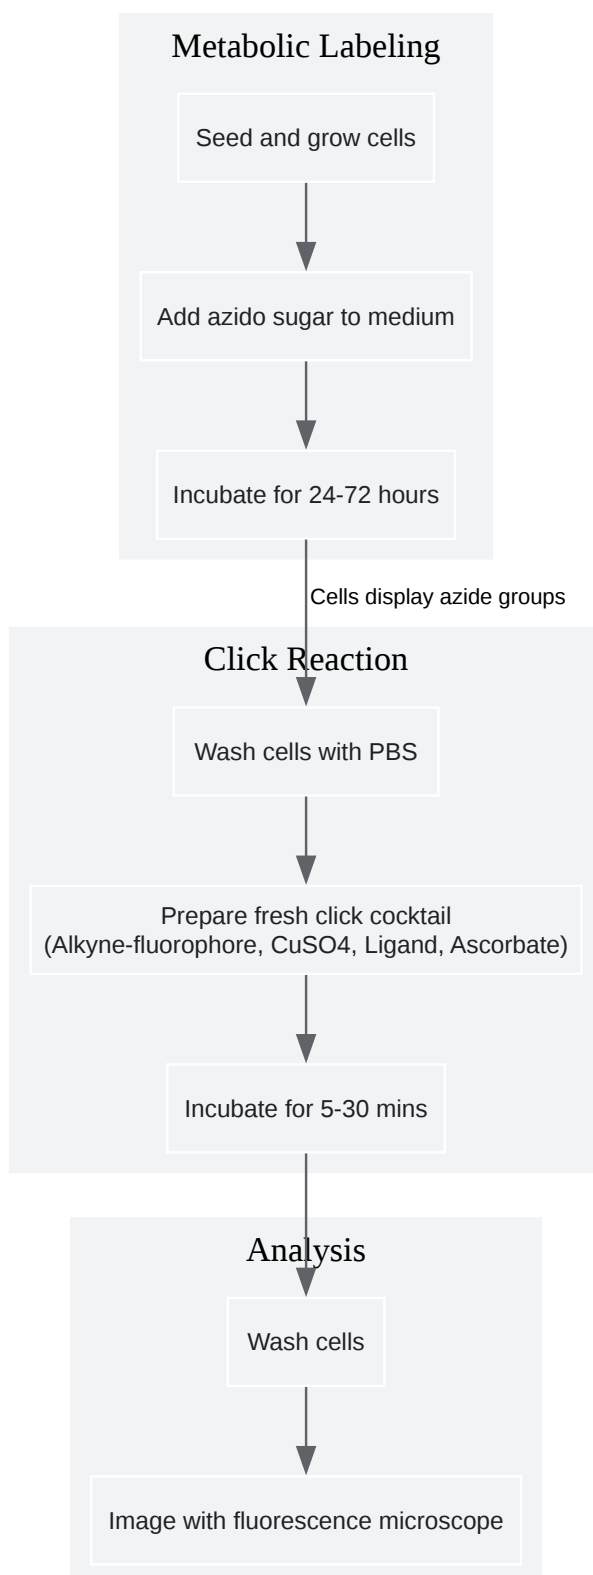 Metabolic Labeling
Seed and grow cells
Add azido sugar to medium
Incubate for 24-72 hours
Cells display azide groups
Click Reaction
Wash cells with PBS
Prepare fresh click cocktail
(Alkyne-fluorophore, CuSO4, Ligand, Ascorbate)
Incubate for 5-30 mins
Analysis
Wash cells
Image with fluorescence microscope